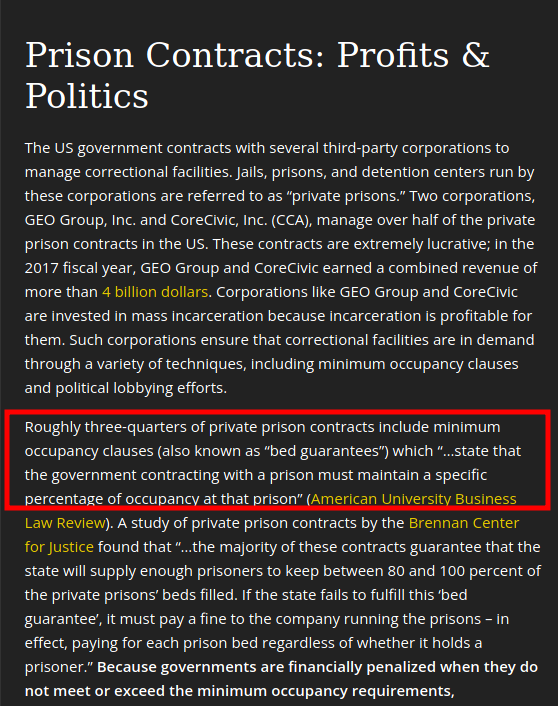 Prison Contracts: Profits &
Politics
The US government contracts with several third-party corporations to
manage correctional facilities. Jails, prisons, and detention centers run by
these corporations are referred to as “private prisons.” Two corporations,
GEO Group, Inc. and CoreCivic, Inc. (CCA), manage over half of the private
prison contracts in the US. These contracts are extremely lucrative; in the
2017 fiscal year, GEO Group and CoreCivic earned a combined revenue of
more than 4 billion dollars. Corporations like GEO Group and CoreCivic
are invested in mass incarceration because incarceration is profitable for
them. Such corporations ensure that correctional facilities are in demand
through a variety of techniques, including minimum occupancy clauses
and political lobbying efforts.
Roughly three-quarters of private prison contracts include minimum
occupancy clauses (also known as “bed guarantees”) which “…state that
the government contracting with a prison must maintain a specific
percentage of occupancy at that prison” (American University Business
Law Review). A study of private prison contracts by the Brennan Center
for Justice found that “…the majority of these contracts guarantee that the
state will supply enough prisoners to keep between 80 and 100 percent of
the private prisons’ beds filled. If the state fails to fulfill this ‘bed
guarantee’, it must pay a fine to the company running the prisons – in
effect, paying for each prison bed regardless of whether it holds a
prisoner.” Because governments are financially penalized when they do
not meet or exceed the minimum occupancy requirements,